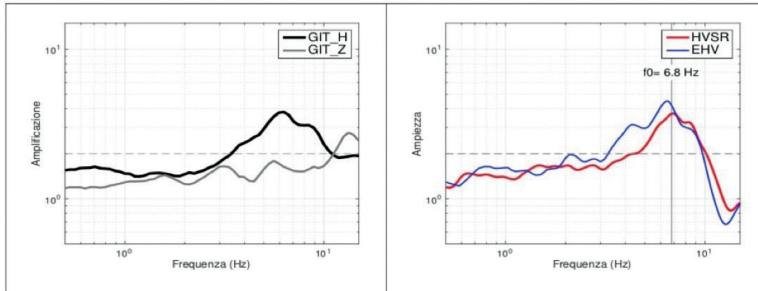 GIT_H
GIT_Z
10¹
10⁰
Amplificazione
10⁰
10¹
Frequenza (Hz)
HVSR
EHV
f0= 6.8 Hz
10¹
10⁰
Ampiezza
10⁰
10¹
Frequenza (Hz)